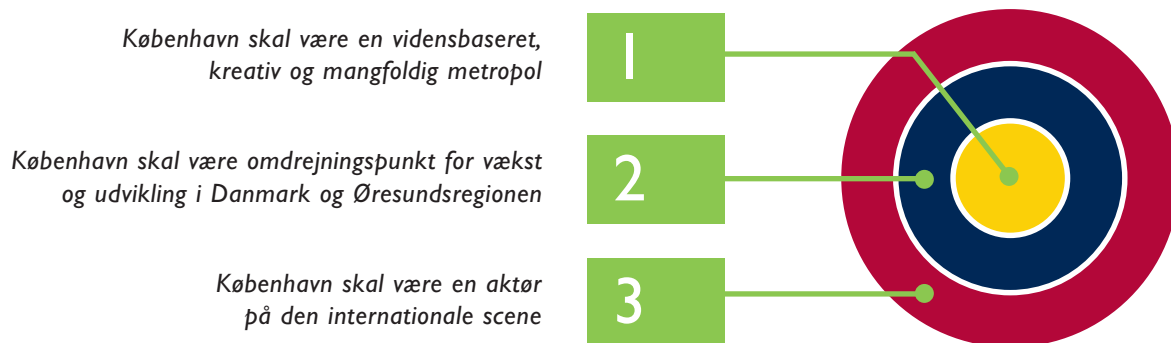 København skal være en vidensbaseret,
kreativ og mangfoldig metropol
1
København skal være omdrejningspunkt for vækst
og udvikling i Danmark og Øresundsregionen
2
København skal være en aktør
på den internationale scene
3